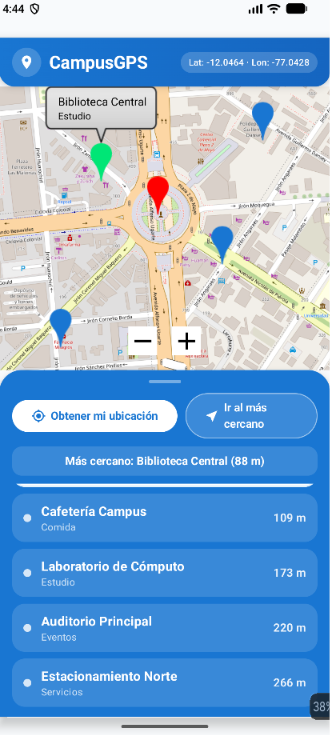 4:44
CampusGPS
Lat: -12.0464 · Lon: -77.0428
Biblioteca Central
Estudio
Jirón Moquegua
− +
Obtener mi ubicación
Ir al más
cercano
Más cercano: Biblioteca Central (88 m)
Cafetería Campus
109 m
Comida
Laboratorio de Cómputo
173 m
Estudio
Auditorio Principal
220 m
Eventos
Estacionamiento Norte
266 m
Servicios
38%